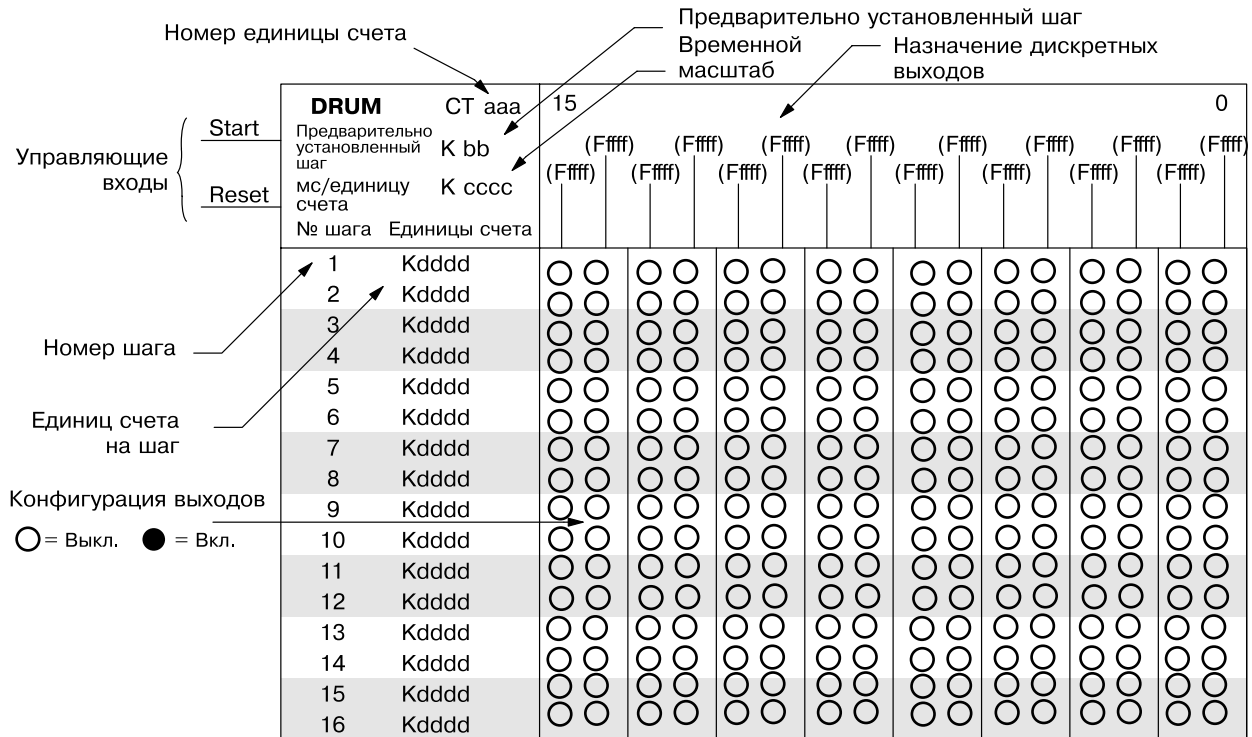 Предварительно установленный шаг
Номер единицы счета
Временной масштаб
Назначение дискретных выходов
DRUM CT aaa
15 0
Управляющие входы
Start
Reset
Предварительно установленный шаг K bb
мс/единицу счета K cccc
№ шага Единицы счета
(Fffff) (Fffff) (Fffff) (Fffff) (Fffff) (Fffff) (Fffff) (Fffff)
(Fffff) (Fffff) (Fffff) (Fffff) (Fffff) (Fffff) (Fffff) (Fffff)
1 Kdddd
2 Kdddd
3 Kdddd
4 Kdddd
5 Kdddd
6 Kdddd
7 Kdddd
8 Kdddd
9 Kdddd
10 Kdddd
11 Kdddd
12 Kdddd
13 Kdddd
14 Kdddd
15 Kdddd
16 Kdddd
Номер шага
Единиц счета на шаг
Конфигурация выходов
= Выкл. = Вкл.